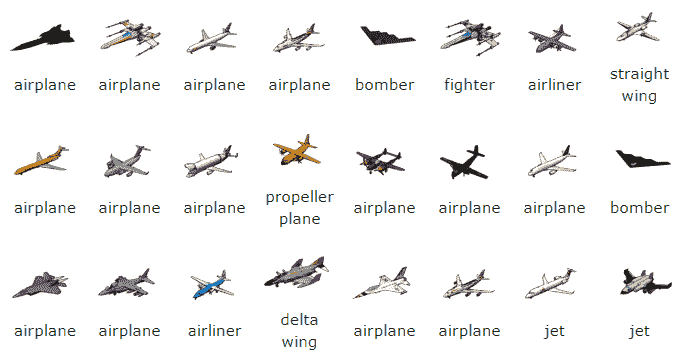 airplane airplane airplane airplane bomber fighter airliner straight wing
airplane airplane airplane propeller plane airplane airplane airplane bomber
airplane airplane airliner delta wing airplane airplane jet jet